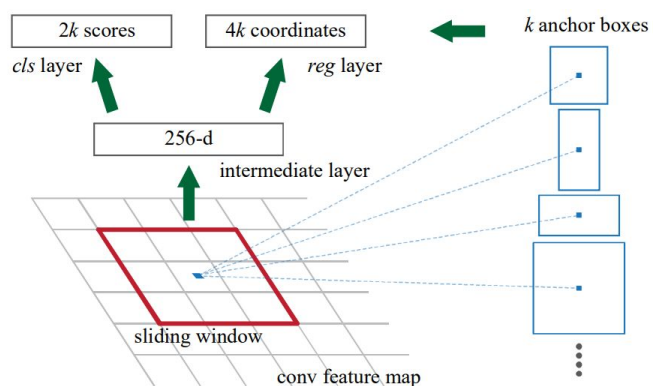 2k scores
4k coordinates
k anchor boxes
cls layer
reg layer
256-d
intermediate layer
sliding window
conv feature map